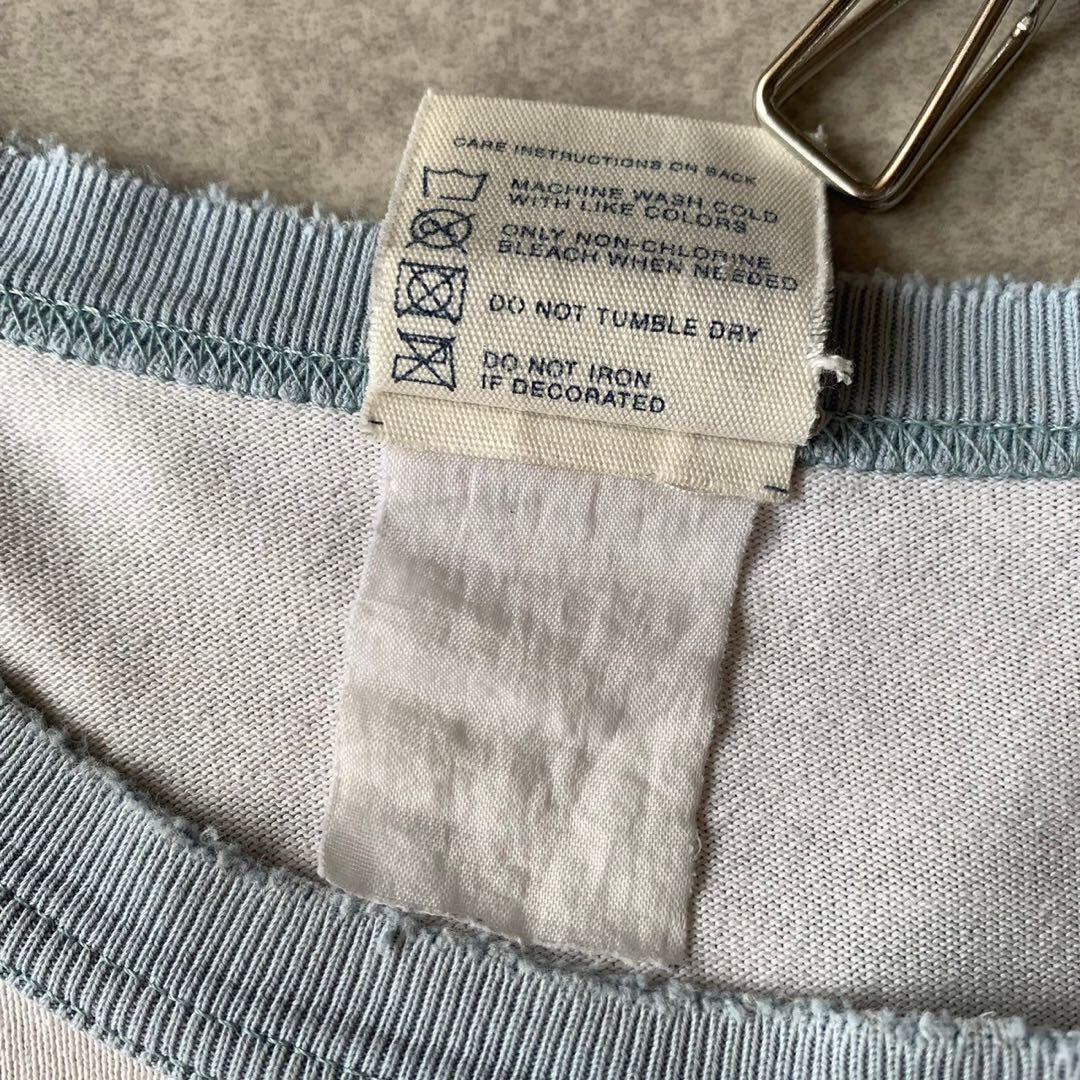 CARE INSTRUCTIONS ON BACK
MACHINE WASH COLD
WITH LIKE COLORS
ONLY NON-CHLORINE
BLEACH WHEN NEEDED
DO NOT TUMBLE DRY
DO NOT IRON
IF DECORATED